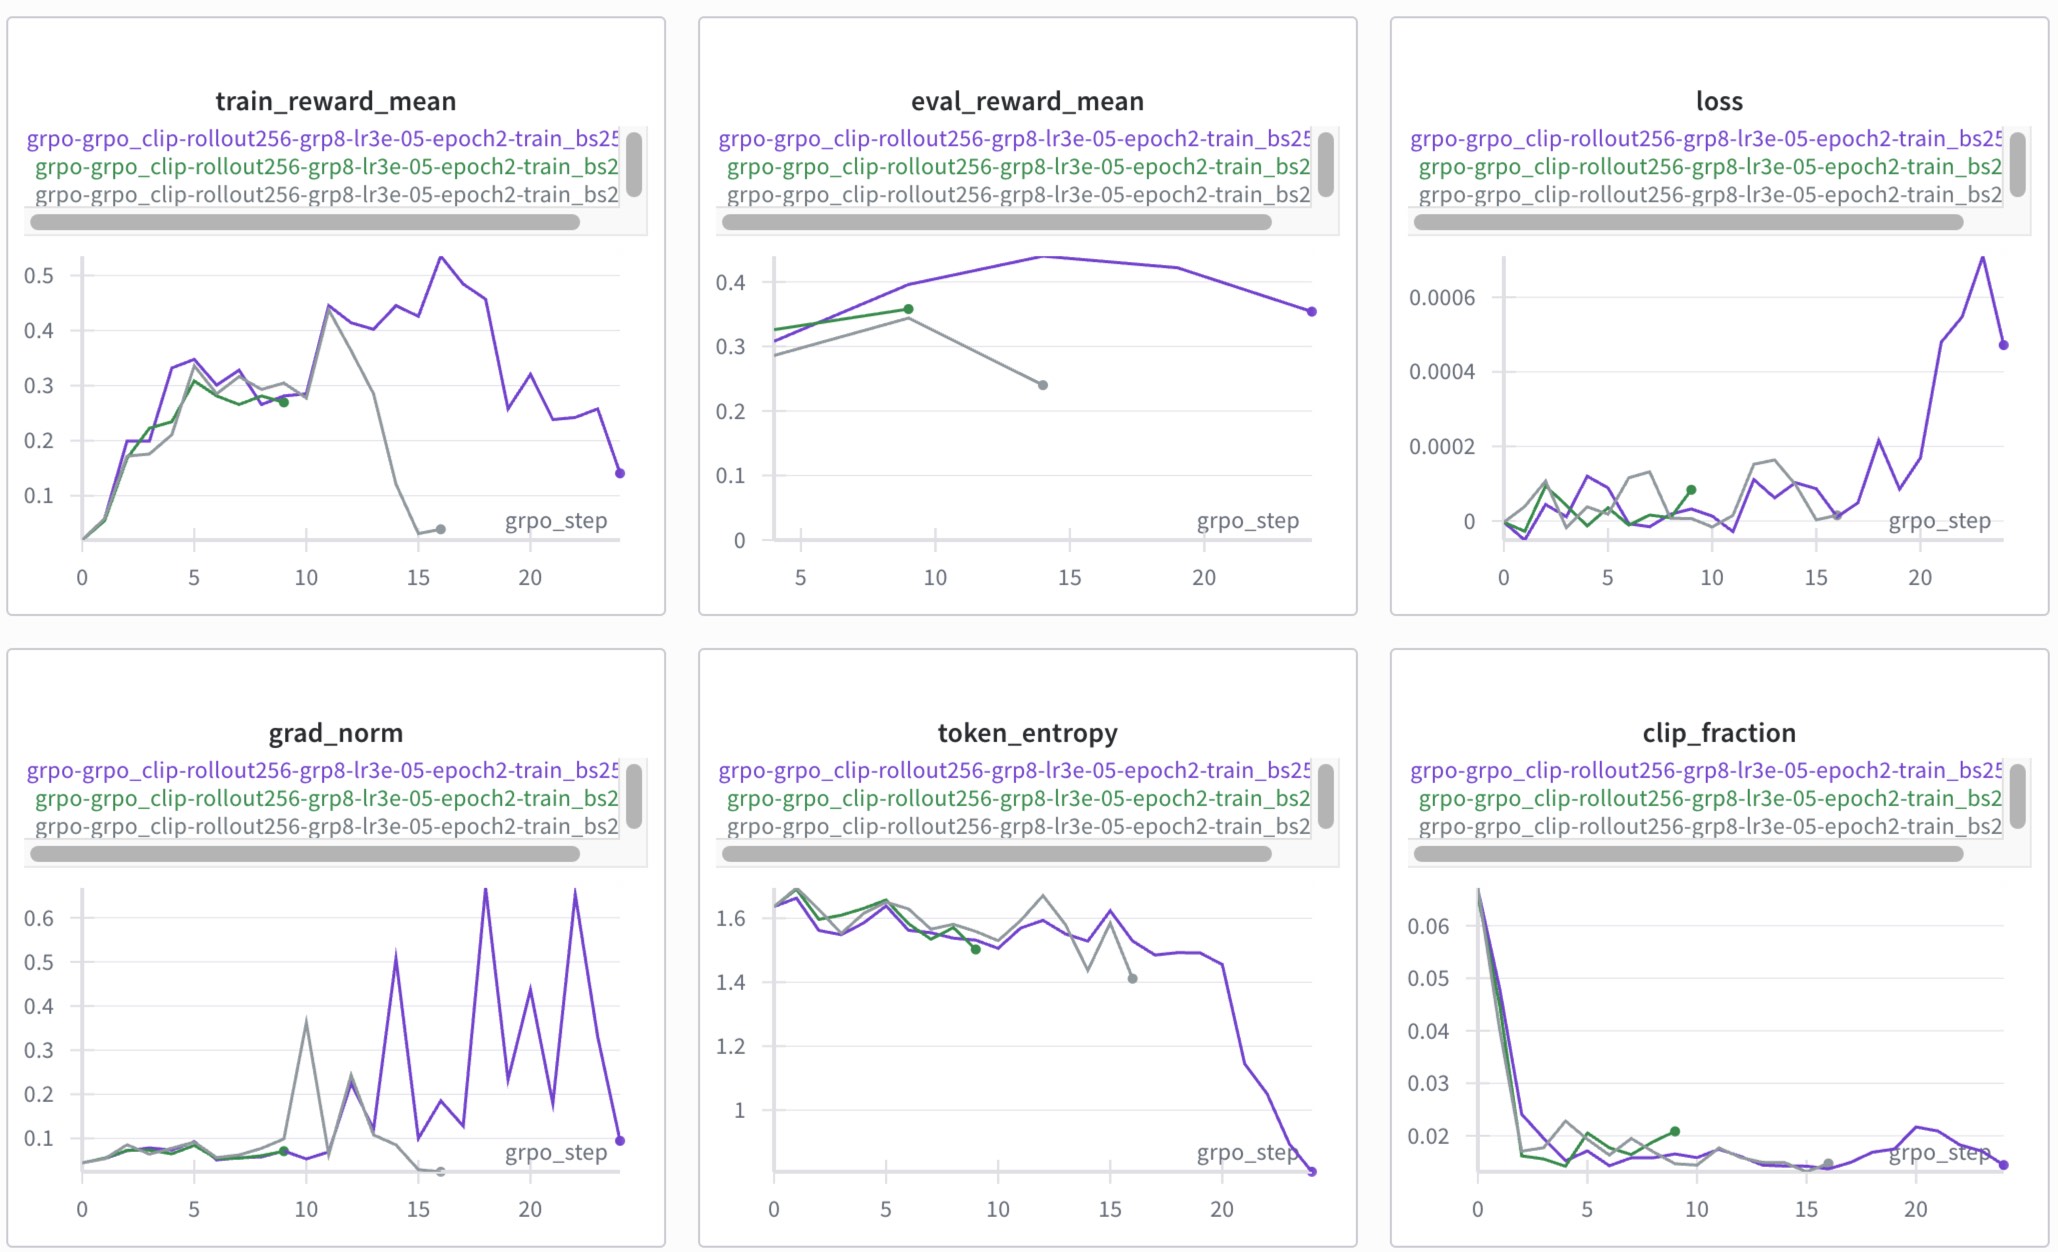 train_reward_mean
grpo-grpo_clip-rollout256-grp8-lr3e-05-epoch2-train_bs25
grpo-grpo_clip-rollout256-grp8-lr3e-05-epoch2-train_bs2
grpo-grpo_clip-rollout256-grp8-lr3e-05-epoch2-train_bs2
0.5
0.4
0.3
0.2
0.1
grpo_step
0 5 10 15 20
eval_reward_mean
grpo-grpo_clip-rollout256-grp8-lr3e-05-epoch2-train_bs25
grpo-grpo_clip-rollout256-grp8-lr3e-05-epoch2-train_bs2
grpo-grpo_clip-rollout256-grp8-lr3e-05-epoch2-train_bs2
0.4
0.3
0.2
0.1
0
grpo_step
5 10 15 20
loss
grpo-grpo_clip-rollout256-grp8-lr3e-05-epoch2-train_bs25
grpo-grpo_clip-rollout256-grp8-lr3e-05-epoch2-train_bs2
grpo-grpo_clip-rollout256-grp8-lr3e-05-epoch2-train_bs2
0.0006
0.0004
0.0002
0
grpo_step
0 5 10 15 20
grad_norm
grpo-grpo_clip-rollout256-grp8-lr3e-05-epoch2-train_bs25
grpo-grpo_clip-rollout256-grp8-lr3e-05-epoch2-train_bs2
grpo-grpo_clip-rollout256-grp8-lr3e-05-epoch2-train_bs2
0.6
0.5
0.4
0.3
0.2
0.1
grpo_step
0 5 10 15 20
token_entropy
grpo-grpo_clip-rollout256-grp8-lr3e-05-epoch2-train_bs25
grpo-grpo_clip-rollout256-grp8-lr3e-05-epoch2-train_bs2
grpo-grpo_clip-rollout256-grp8-lr3e-05-epoch2-train_bs2
1.6
1.4
1.2
1
grpo_step
0 5 10 15 20
clip_fraction
grpo-grpo_clip-rollout256-grp8-lr3e-05-epoch2-train_bs25
grpo-grpo_clip-rollout256-grp8-lr3e-05-epoch2-train_bs2
grpo-grpo_clip-rollout256-grp8-lr3e-05-epoch2-train_bs2
0.06
0.05
0.04
0.03
0.02
grpo_step
0 5 10 15 20